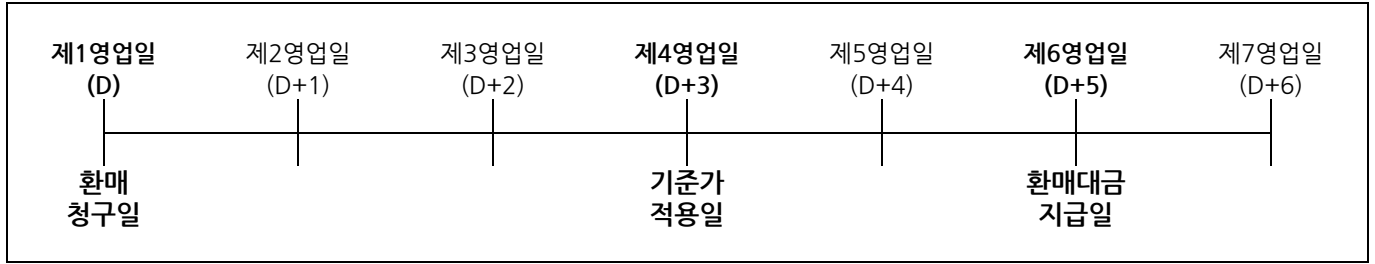 제1영업일 제2영업일 제3영업일 제4영업일 제5영업일 제6영업일 제7영업일
(D) (D+1) (D+2) (D+3) (D+4) (D+5) (D+6)
환매 기준가 환매대금
청구일 적용일 지급일